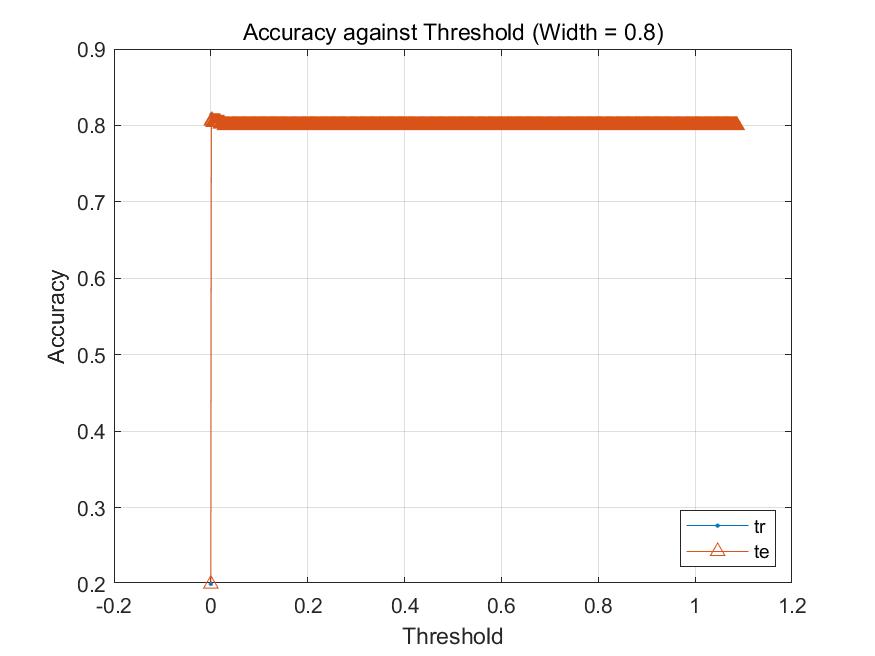 Accuracy against Threshold (Width = 0.8)
0.9
0.8
0.7
0.6
0.5
0.4
0.3
0.2
Accuracy
-0.2 0 0.2 0.4 0.6 0.8 1 1.2
Threshold
tr
te